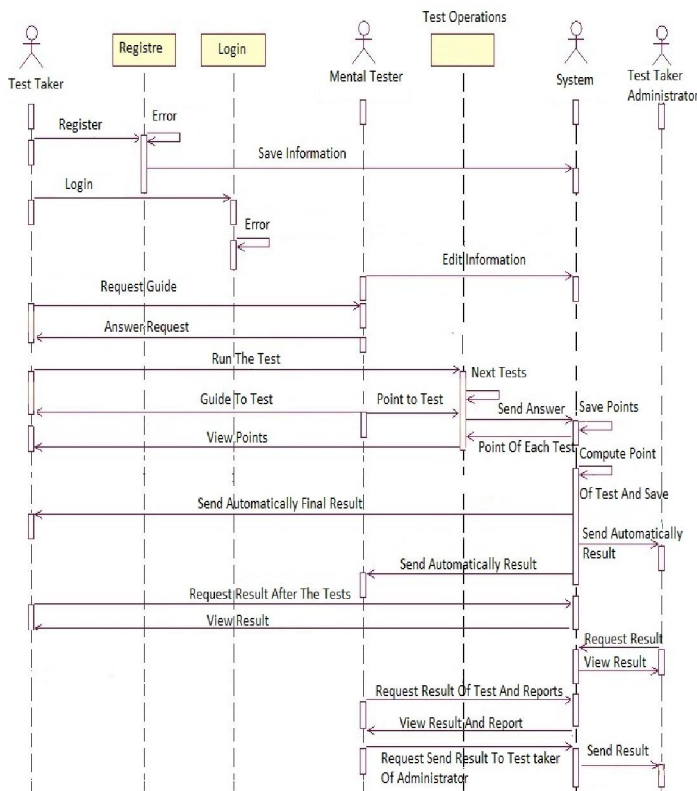 Test Operations
Registre
Login
Test Taker
Mental Tester
System
Test Taker
Administrator
Error
Register
Save Information
Login
Error
Edit Information
Request Guide
Answer Request
Run The Test
Next Tests
Guide To Test
Point to Test
Send Answer
Save Points
View Points
Point Of Each Test
Compute Point
Of Test And Save
Send Automatically Final Result
Send Automatically
Result
Send Automatically Result
Request Result After The Tests
View Result
Request Result
View Result
Request Result Of Test And Reports
View Result And Report
Request Send Result To Test taker
Of Administrator
Send Result